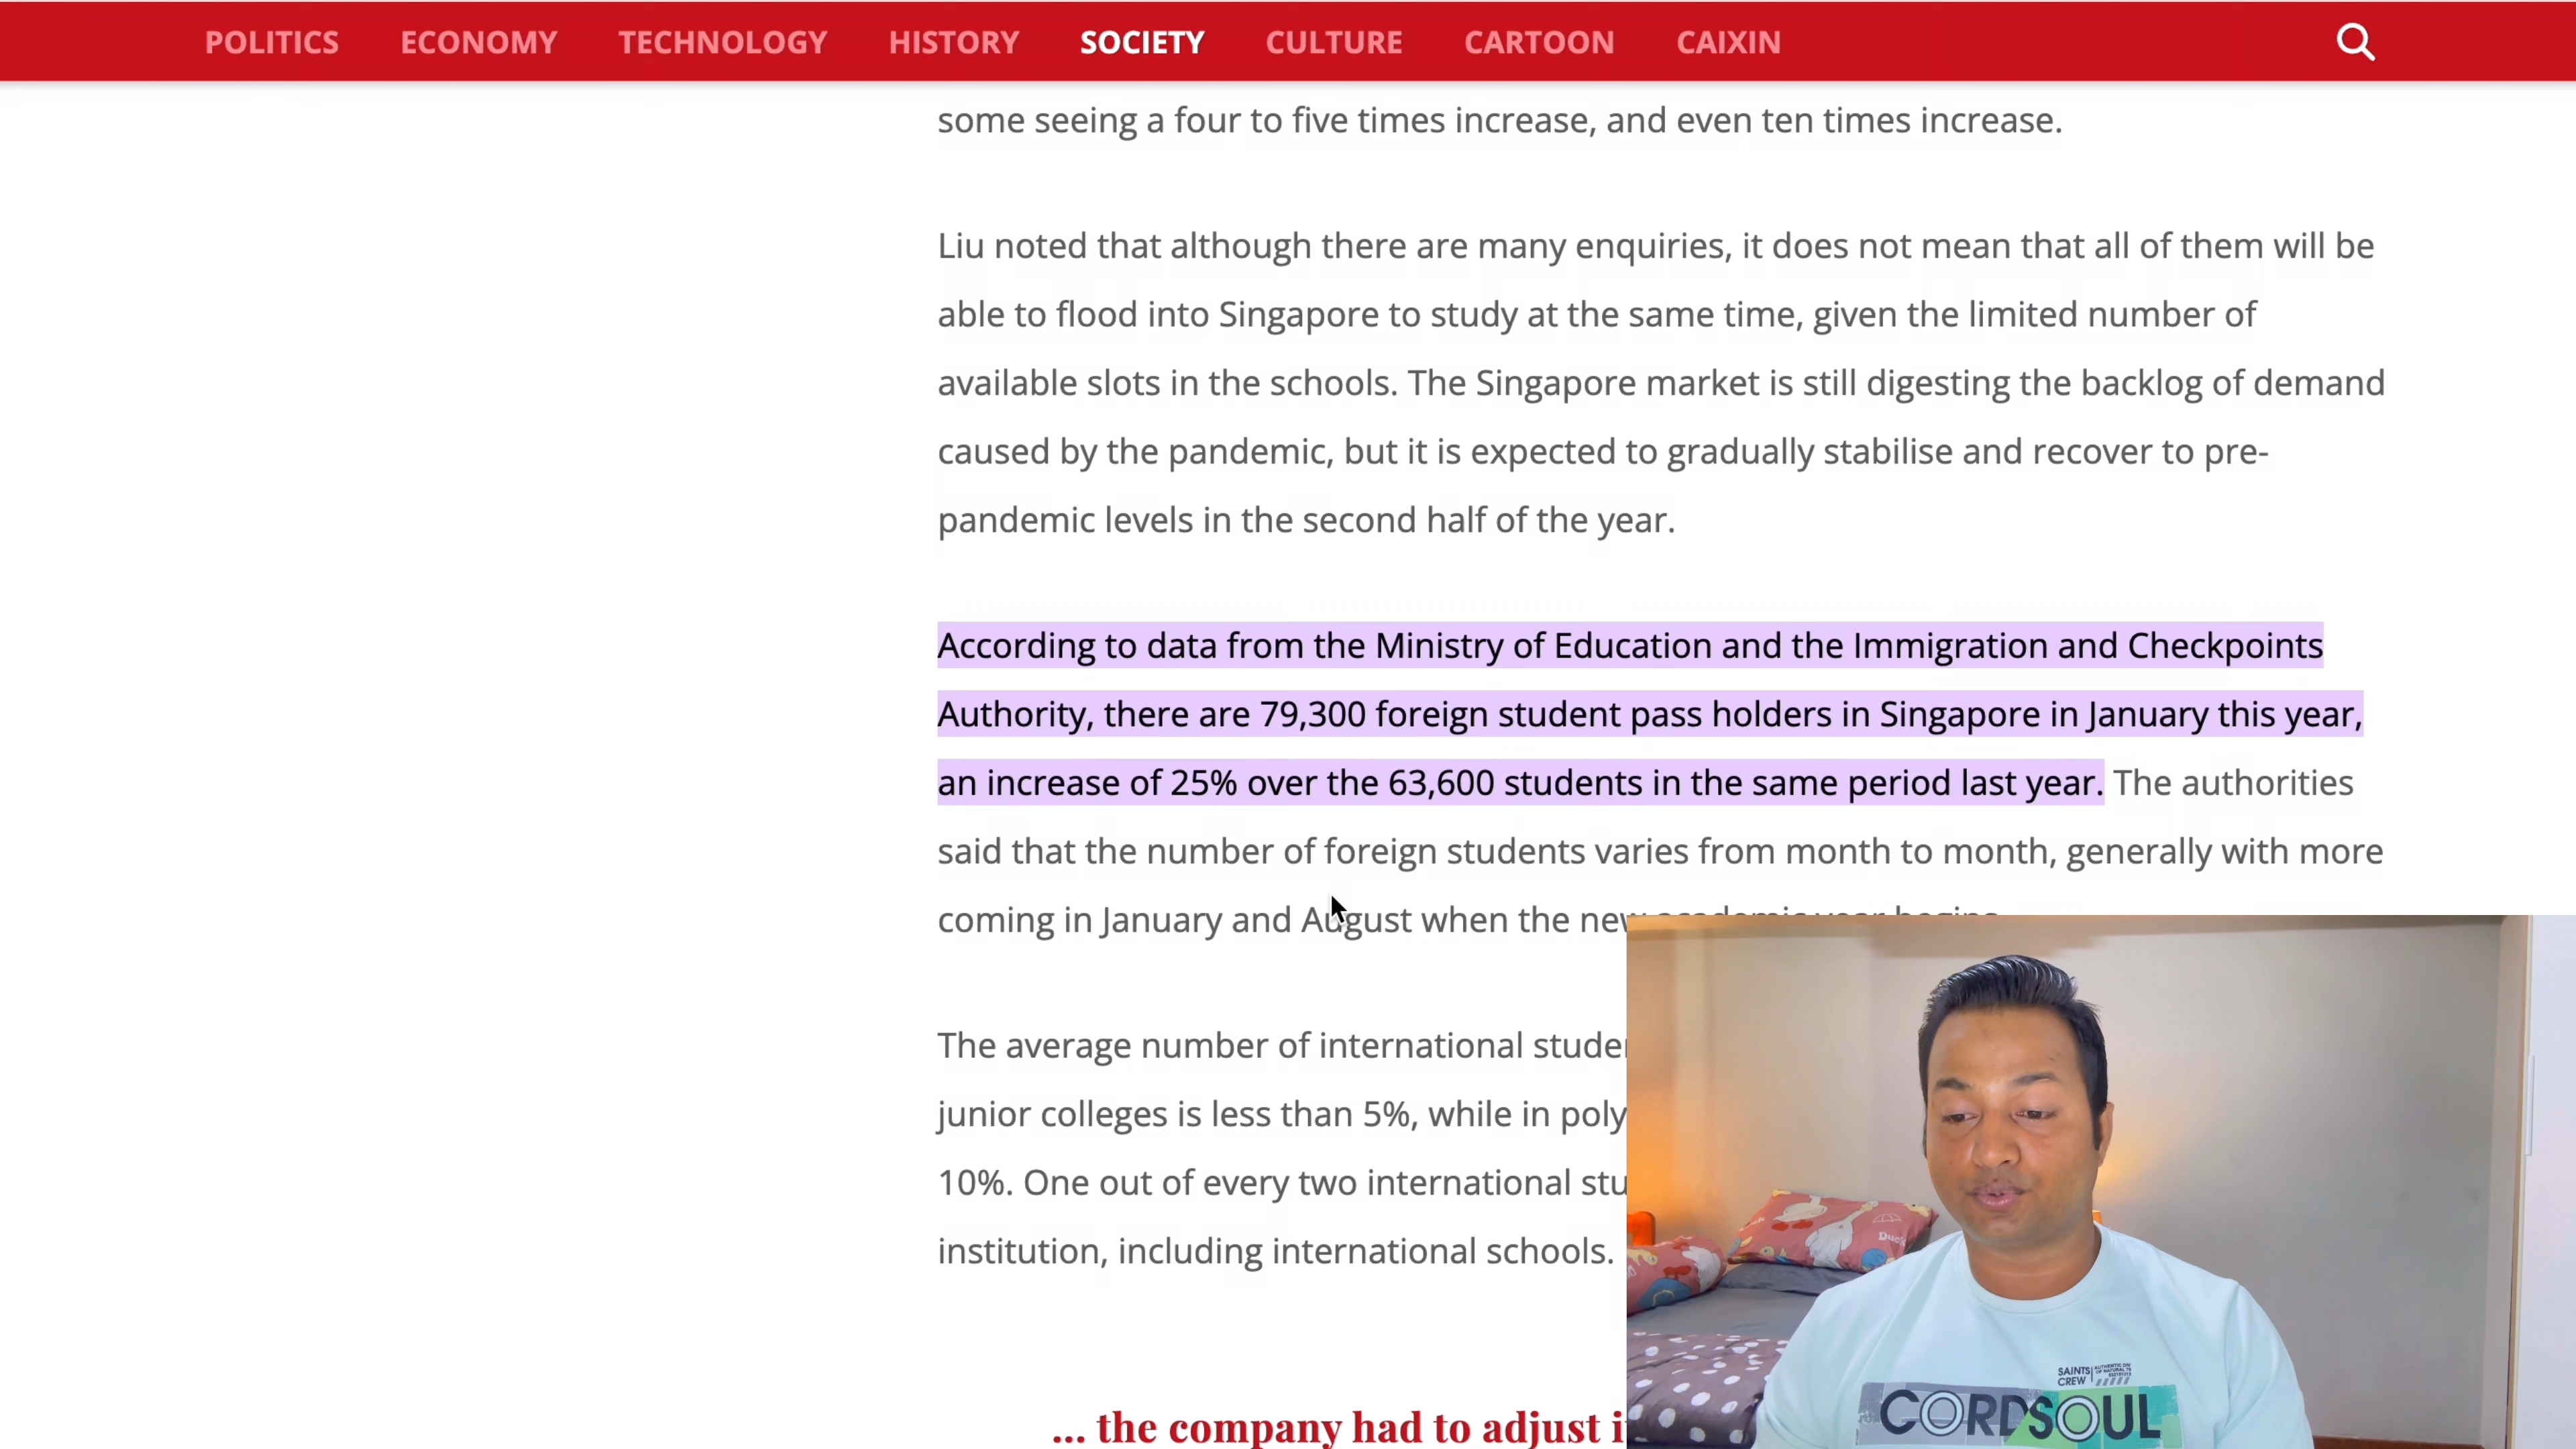 POLITICS ECONOMY TECHNOLOGY HISTORY SOCIETY CULTURE CARTOON CAIXIN
some seeing a four to five times increase, and even ten times increase.
Liu noted that although there are many enquiries, it does not mean that all of them will be
able to flood into Singapore to study at the same time, given the limited number of
available slots in the schools. The Singapore market is still digesting the backlog of demand
caused by the pandemic, but it is expected to gradually stabilise and recover to pre-
pandemic levels in the second half of the year.
According to data from the Ministry of Education and the Immigration and Checkpoints
Authority, there are 79,300 foreign student pass holders in Singapore in January this year,
an increase of 25% over the 63,600 students in the same period last year. The authorities
said that the number of foreign students varies from month to month, generally with more
coming in January and August when the new academic year begins.
The average number of international
junior colleges is less than 5%, while in
10%. One out of every two international
institution, including international schools.
... the company had to adjust
SAINTS
CREW
CORDSOUL